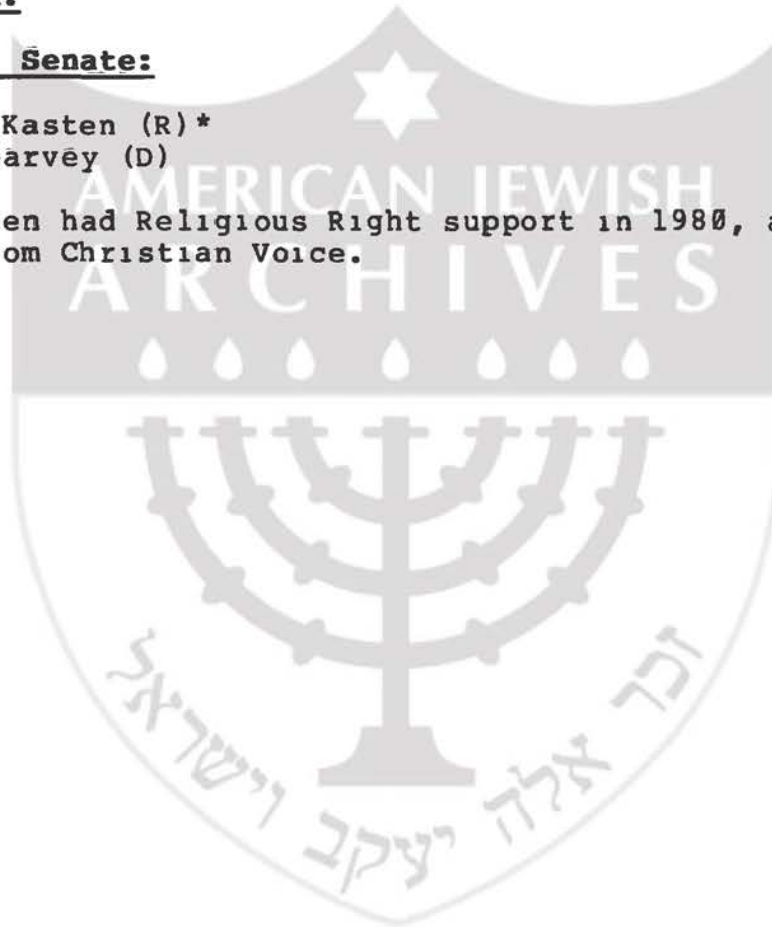 Senate:
Kasten (R)*
arvey (D)
en had Religious Right support in 1980, a
om Christian Voice.
AMERICAN JEWISH
ARCHIVES
זכר אלה יעקב וישראל